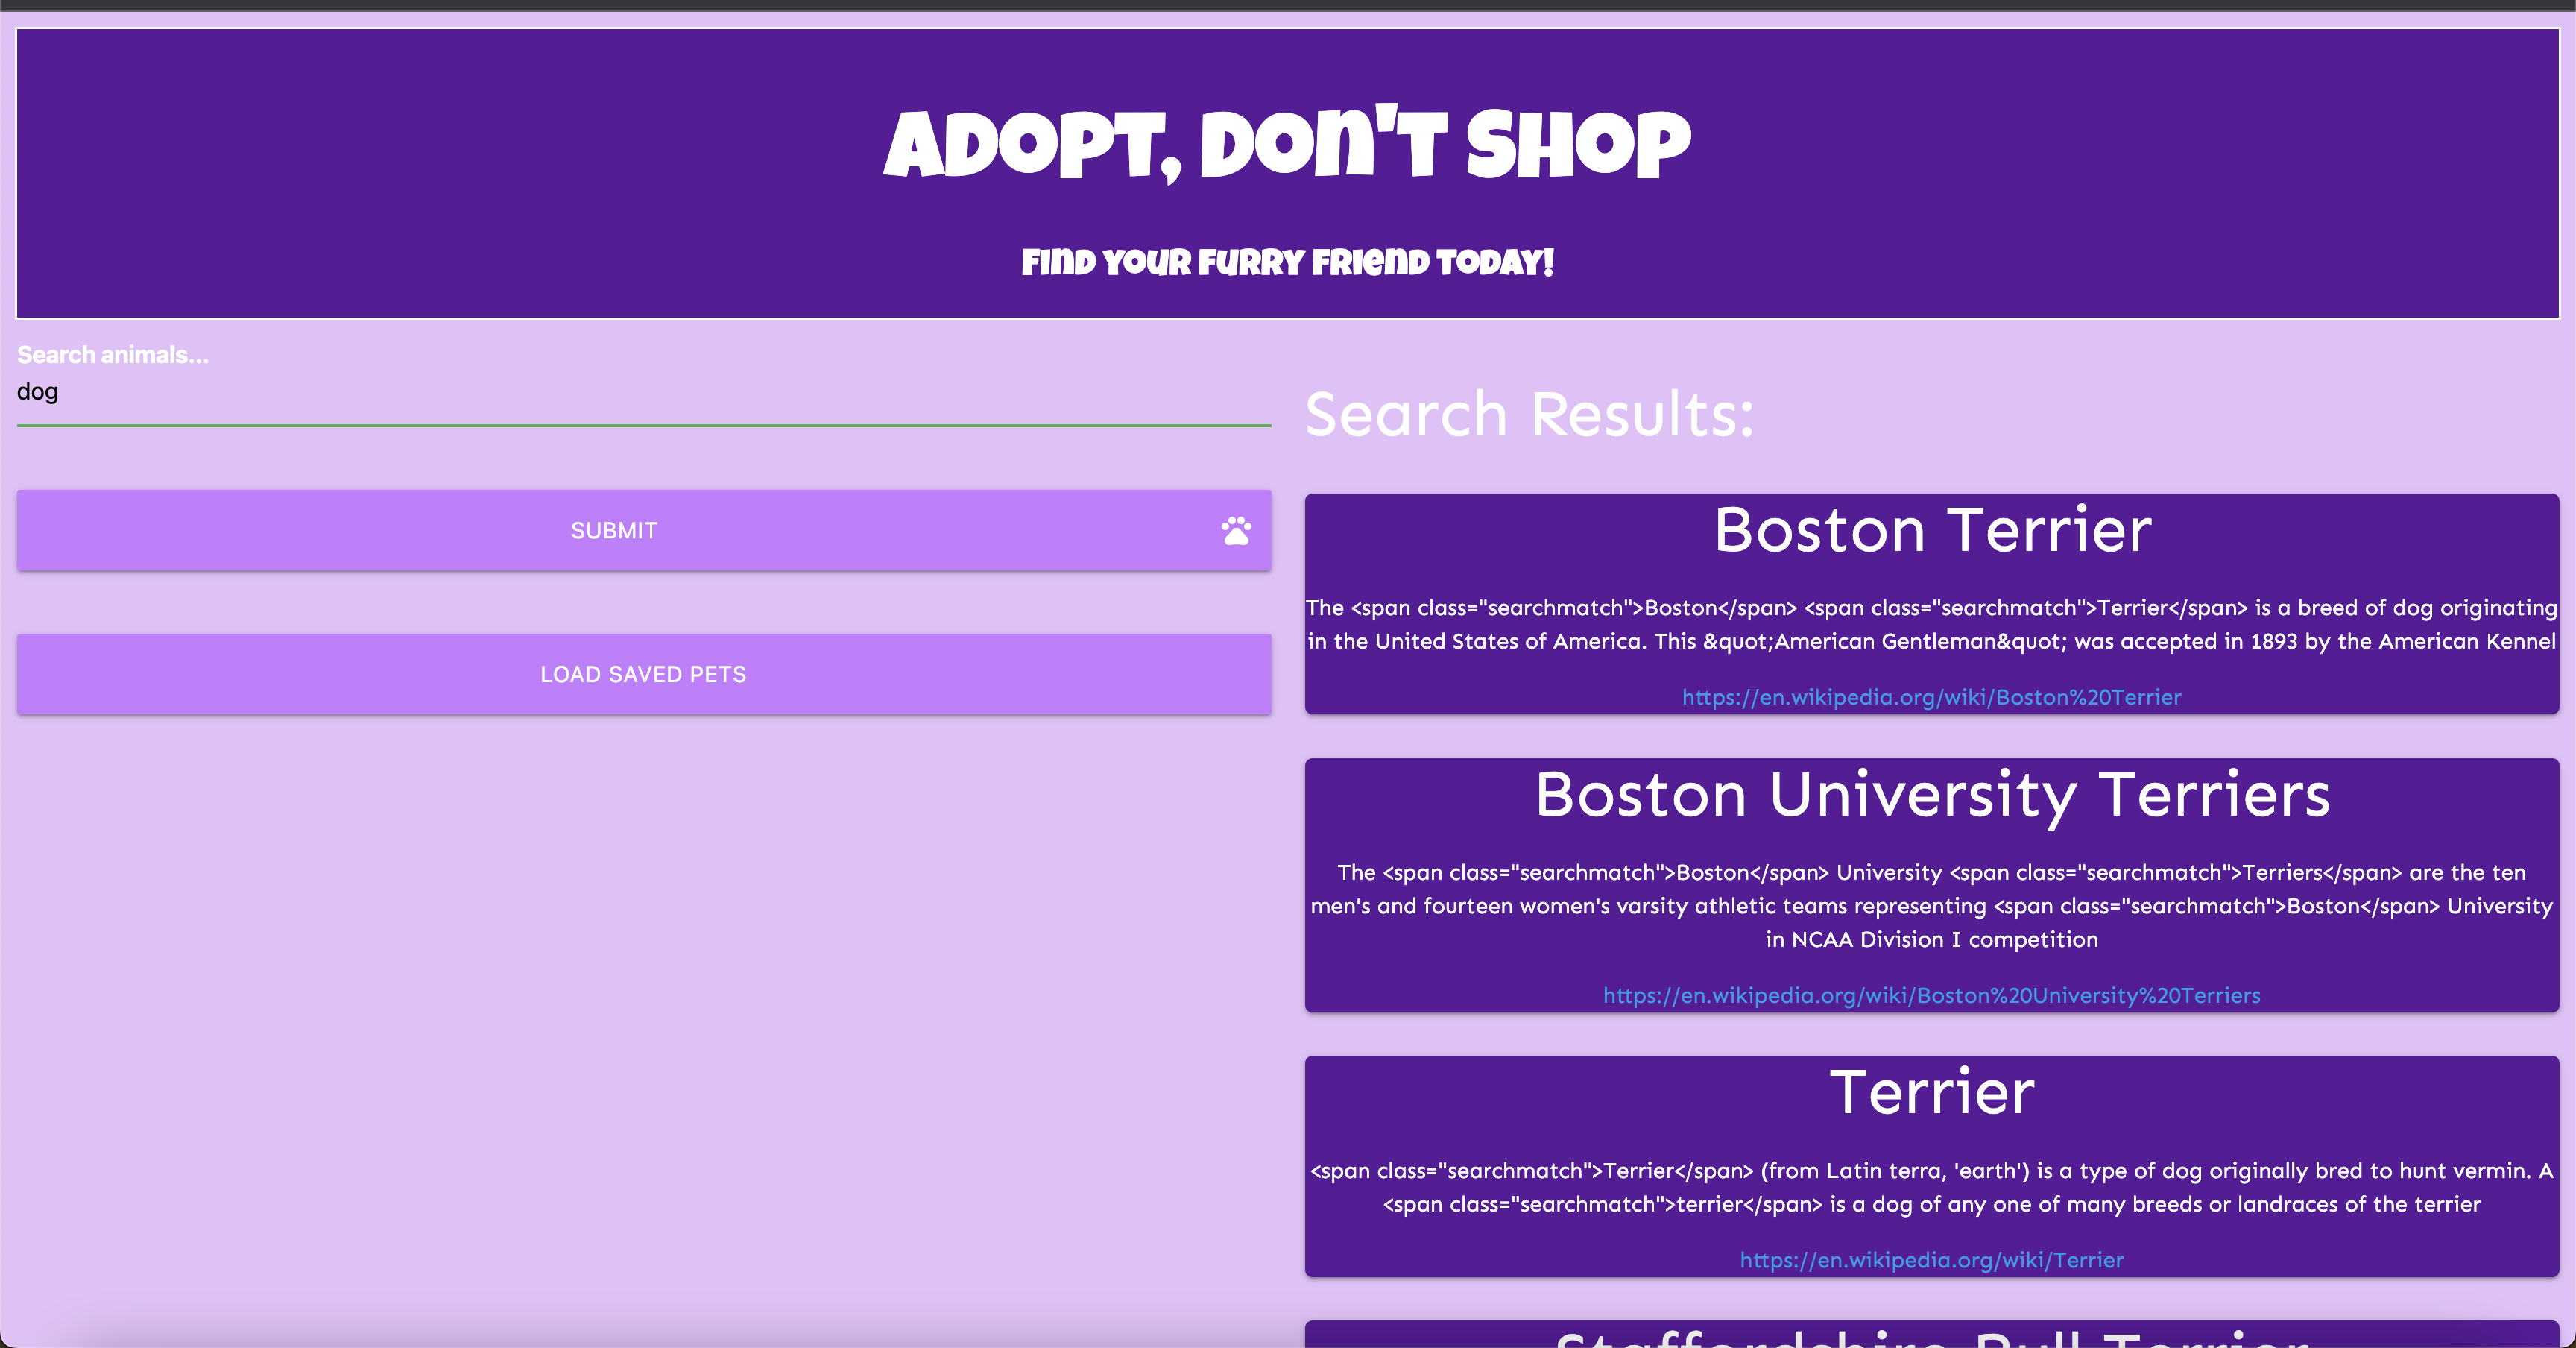 ADOPT, DON'T SHOP
FIND YOUR FURRY FRIEND TODAY!
Search animals...
dog
SUBMIT
LOAD SAVED PETS
Search Results:
Boston Terrier
The <span class="searchmatch">Boston</span> <span class="searchmatch">Terrier</span> is a breed of dog originating
in the United States of America. This &quot;American Gentleman&quot; was accepted in 1893 by the American Kennel
https://en.wikipedia.org/wiki/Boston%20Terrier
Boston University Terriers
The <span class="searchmatch">Boston</span> University <span class="searchmatch">Terriers</span> are the ten
men's and fourteen women's varsity athletic teams representing <span class="searchmatch">Boston</span> University
in NCAA Division I competition
https://en.wikipedia.org/wiki/Boston%20University%20Terriers
Terrier
<span class="searchmatch">Terrier</span> (from Latin terra, 'earth') is a type of dog originally bred to hunt vermin. A
<span class="searchmatch">terrier</span> is a dog of any one of many breeds or landraces of the terrier
https://en.wikipedia.org/wiki/Terrier
Staffordshire Bull Terrier